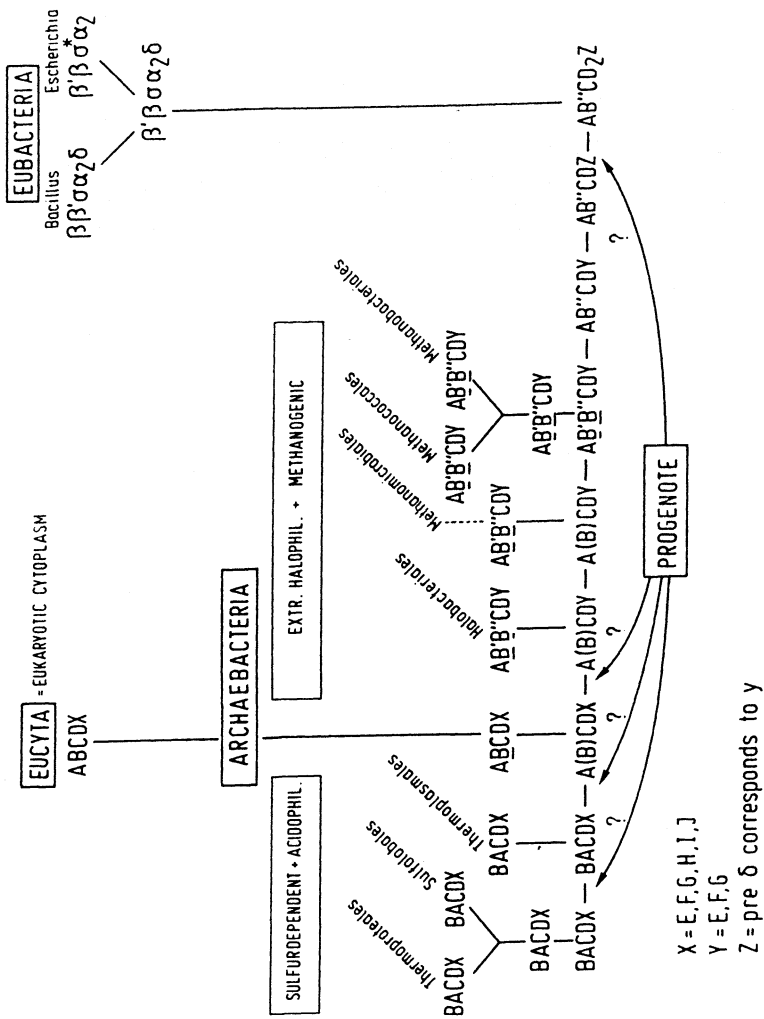 EUCYTA = EUKARYOTIC CYTOPLASM
ABCDX
EUBACTERIA
Bacillus Escherichia
ββ'σα2δ β'βσ*α2
β'βσα2δ
ARCHAEBACTERIA
SULFURDEPENDENT + ACIDOPHIL.
EXTR. HALOPHIL. + METHANOGENIC
Thermoproteales
Sulfolobales
Thermoplasmales
Halobacteriales
Methanomicrobiales
Methanococcales
Methanobacteriales
BACDX BACDX
AB'B''CDY AB'B''CDY
BACDX ABCDX AB'B''CDY AB'B''CDY
BACDX AB'B''CDY
BACDX — BACDX — A(B)CDX — A(B)CDY — A(B)CDY — AB'B''CDY — AB''CDY — AB''CDZ — AB''CD2Z
? ? ? ?
PROGENOTE
X = E,F,G,H,I,J
Y = E,F,G
Z = pre δ corresponds to y